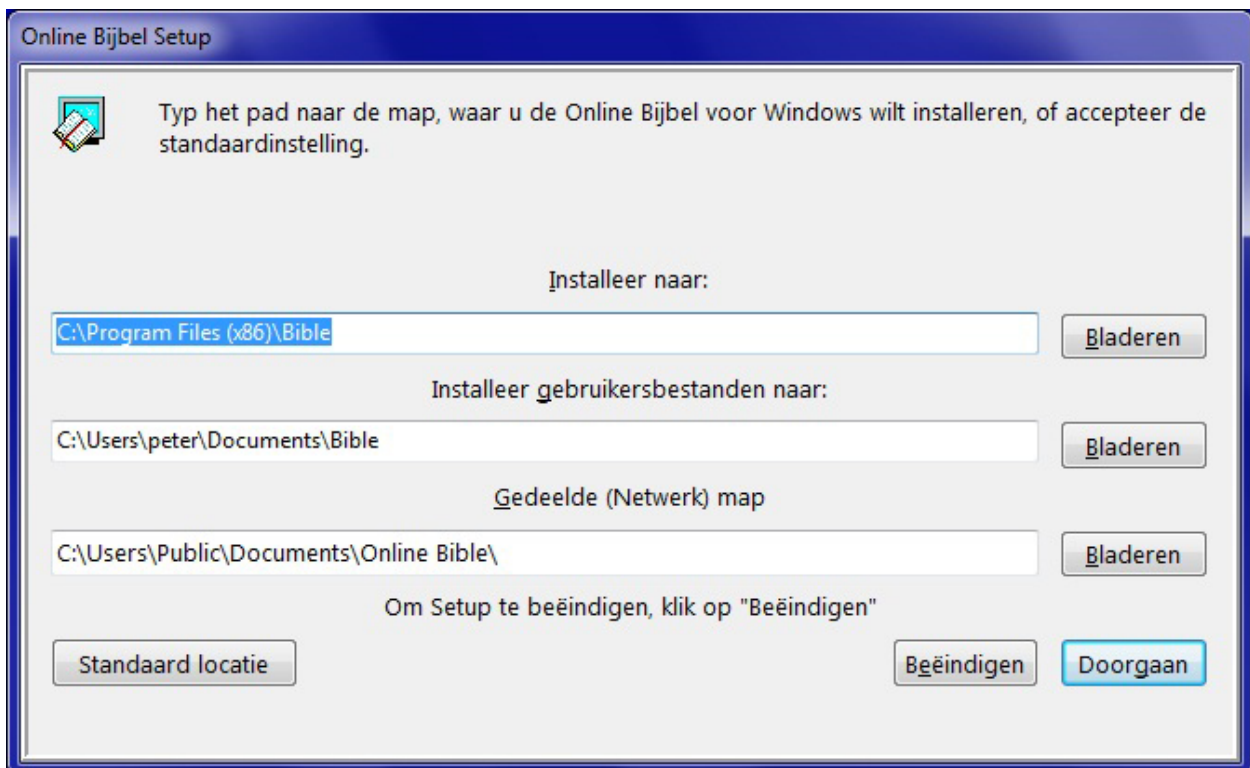 Online Bijbel Setup
Typ het pad naar de map, waar u de Online Bijbel voor Windows wilt installeren, of accepteer de
standaardinstelling.
Installeer naar:
C:\Program Files (x86)\Bible
Bladeren
Installeer gebruikersbestanden naar:
C:\Users\peter\Documents\Bible
Bladeren
Gedeelde (Netwerk) map
C:\Users\Public\Documents\Online Bible\
Bladeren
Om Setup te beëindigen, klik op "Beëindigen"
Standaard locatie
Beëindigen
Doorgaan